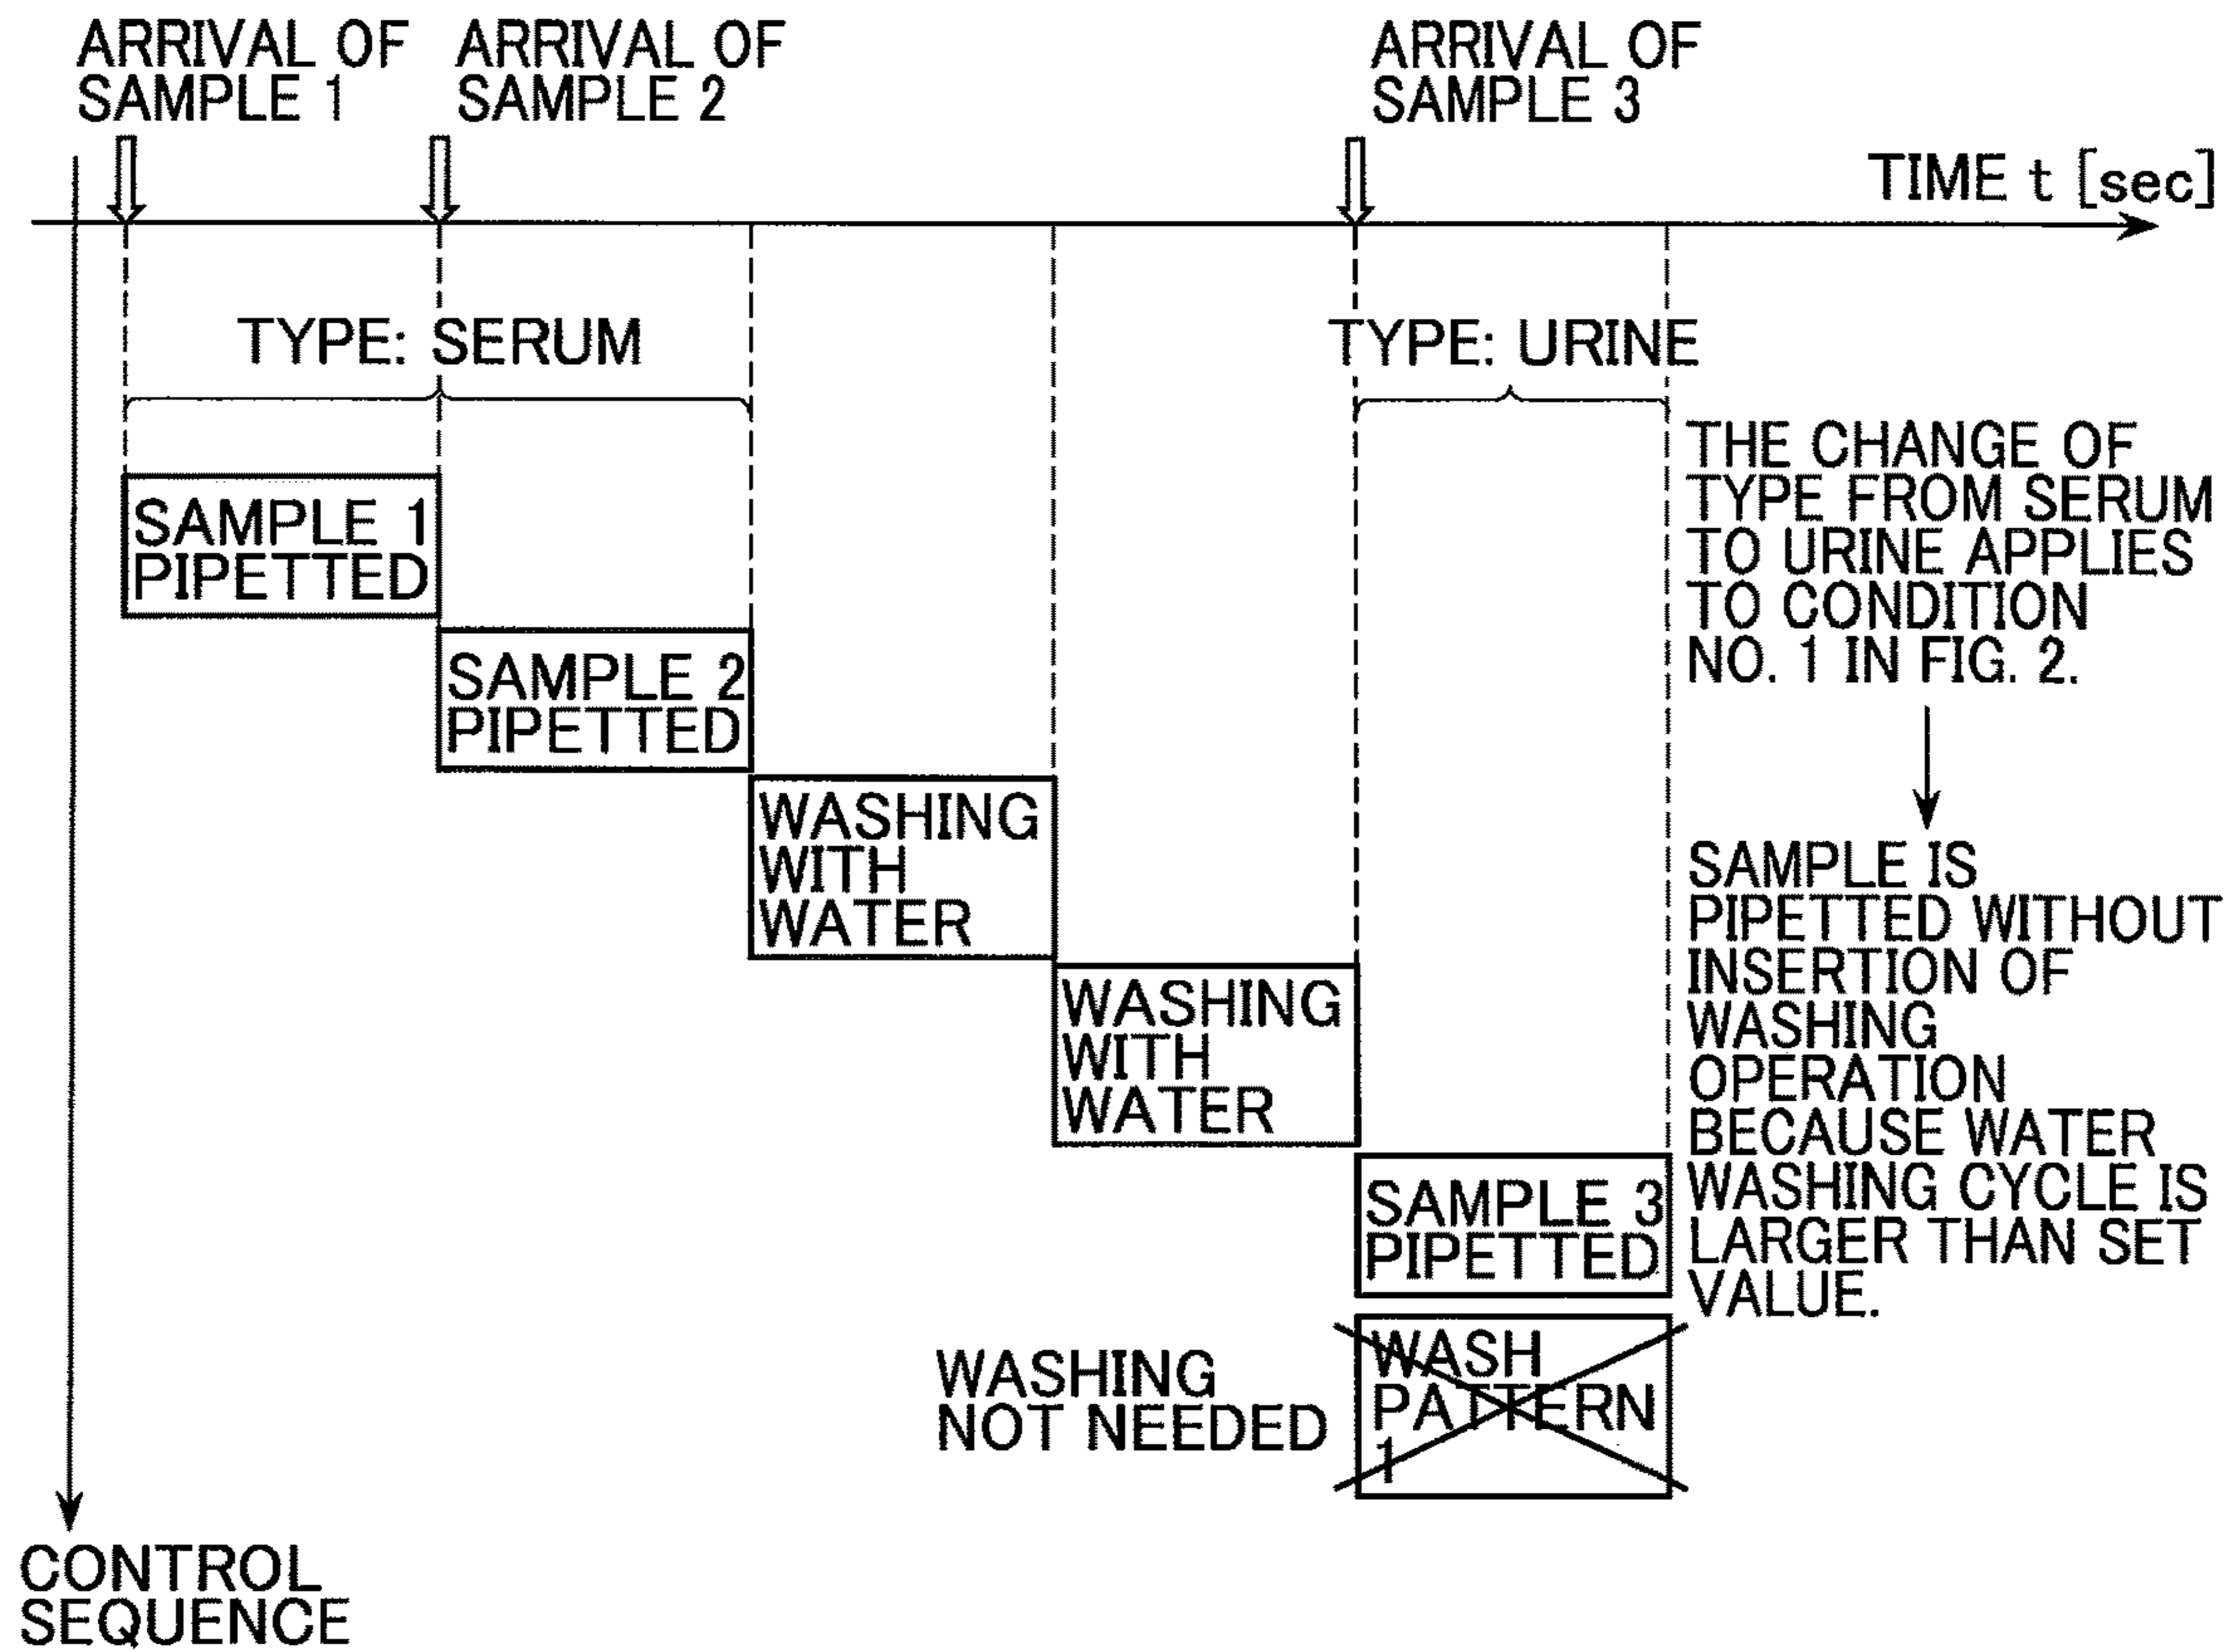 ARRIVAL OF
SAMPLE 1
ARRIVAL OF
SAMPLE 2
ARRIVAL OF
SAMPLE 3
TIME t [sec]
TYPE: SERUM
TYPE: URINE
SAMPLE 1
PIPETTED
SAMPLE 2
PIPETTED
WASHING
WITH
WATER
WASHING
WITH
WATER
SAMPLE 3
PIPETTED
THE CHANGE OF
TYPE FROM SERUM
TO URINE APPLIES
TO CONDITION
NO. 1 IN FIG. 2.
SAMPLE IS
PIPETTED WITHOUT
INSERTION OF
WASHING
OPERATION
BECAUSE WATER
WASHING CYCLE IS
LARGER THAN SET
VALUE.
WASHING
NOT NEEDED
WASH
PATTERN
1
CONTROL
SEQUENCE